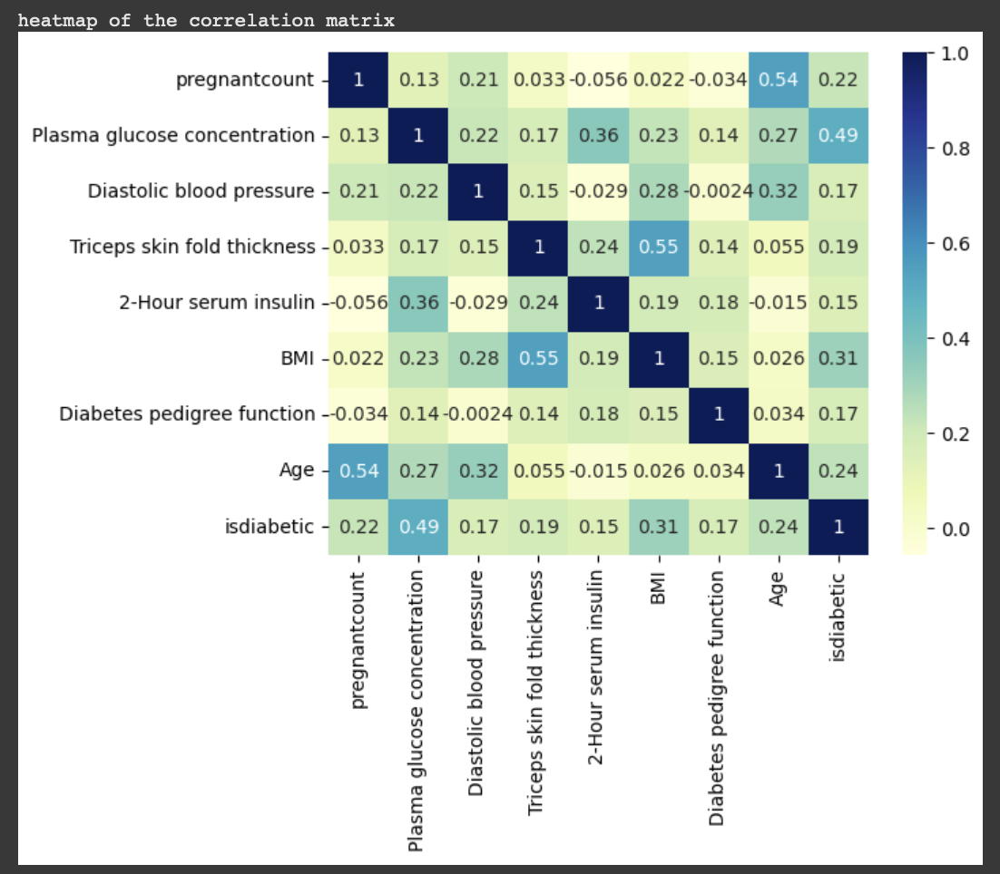 heatmap of the correlation matrix
pregnantcount 1 0.13 0.21 0.033 -0.056 0.022 -0.034 0.54 0.22
Plasma glucose concentration 0.13 1 0.22 0.17 0.36 0.23 0.14 0.27 0.49
Diastolic blood pressure 0.21 0.22 1 0.15 -0.029 0.28 -0.0024 0.32 0.17
Triceps skin fold thickness 0.033 0.17 0.15 1 0.24 0.55 0.14 0.055 0.19
2-Hour serum insulin -0.056 0.36 -0.029 0.24 1 0.19 0.18 -0.015 0.15
BMI 0.022 0.23 0.28 0.55 0.19 1 0.15 0.026 0.31
Diabetes pedigree function -0.034 0.14 -0.0024 0.14 0.18 0.15 1 0.034 0.17
Age 0.54 0.27 0.32 0.055 -0.015 0.026 0.034 1 0.24
isdiabetic 0.22 0.49 0.17 0.19 0.15 0.31 0.17 0.24 1
pregnantcount
Plasma glucose concentration
Diastolic blood pressure
Triceps skin fold thickness
2-Hour serum insulin
BMI
Diabetes pedigree function
Age
isdiabetic
1.0
0.8
0.6
0.4
0.2
0.0